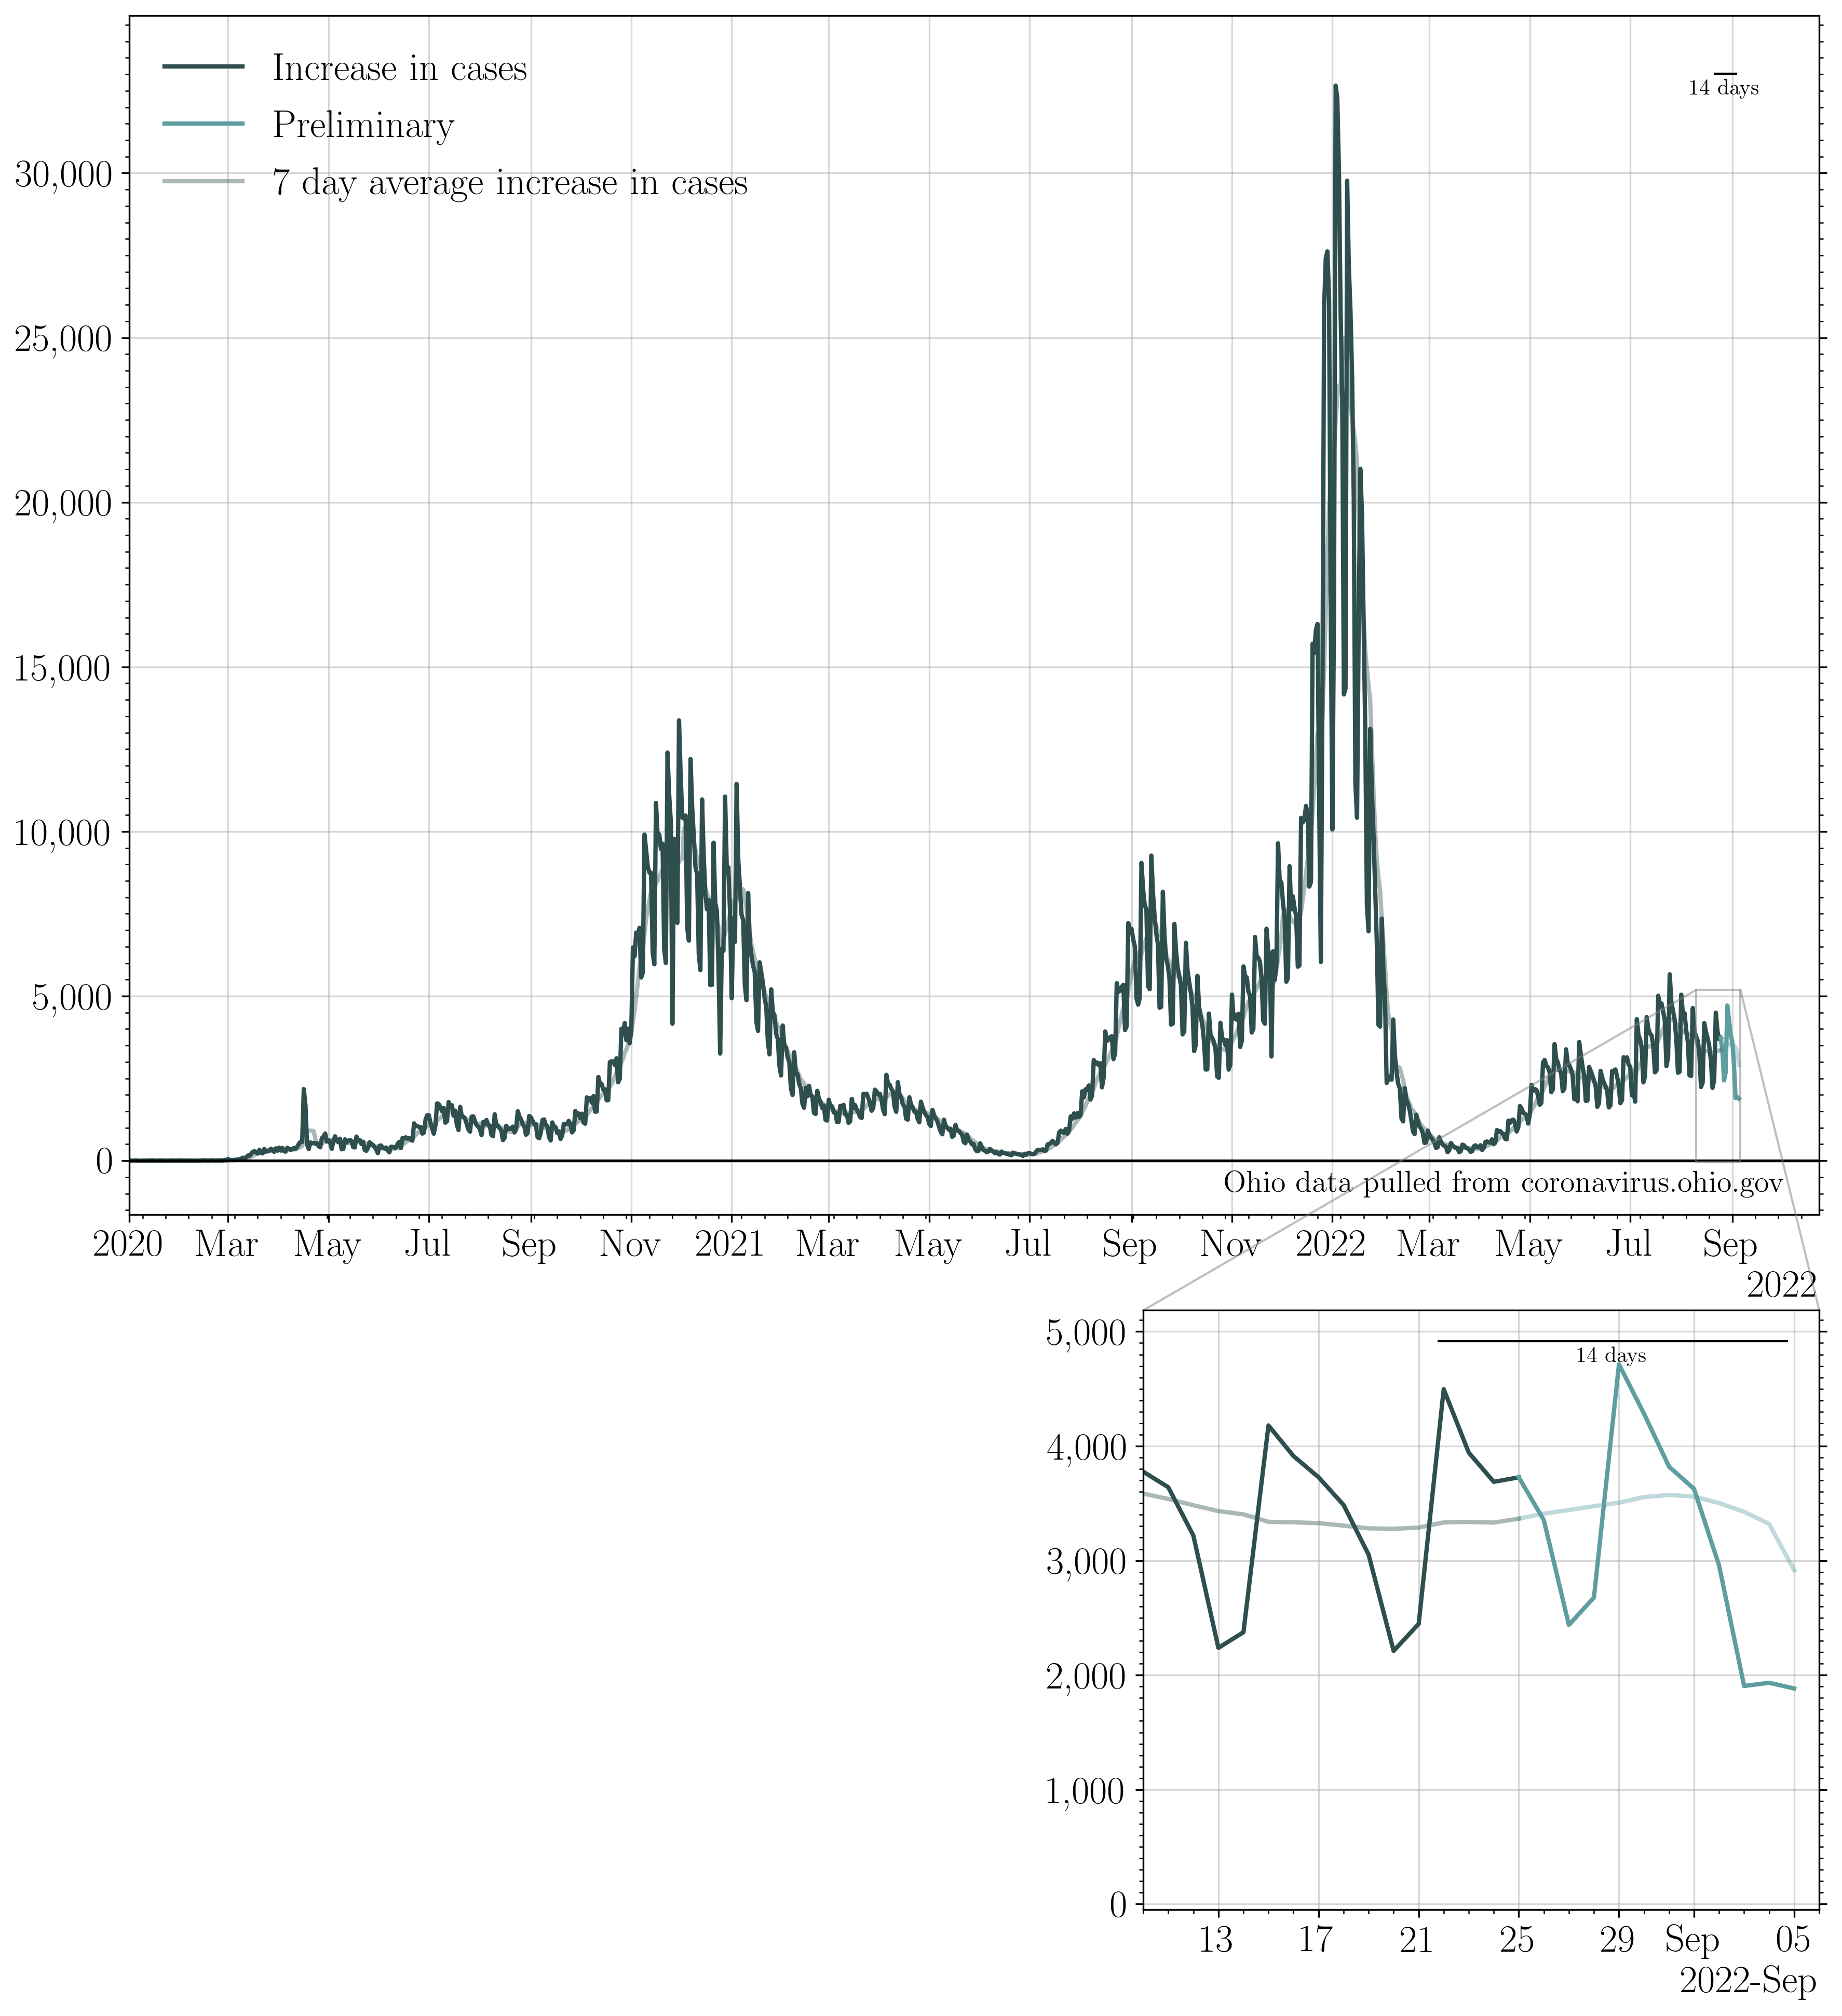 Increase in cases
Preliminary
7 day average increase in cases
14 days
30,000
25,000
20,000
15,000
10,000
5,000
0
Ohio data pulled from coronavirus.ohio.gov
2020 Mar May Jul Sep Nov 2021 Mar May Jul Sep Nov 2022 Mar May Jul Sep
2022
5,000
14 days
4,000
3,000
2,000
1,000
0
13 17 21 25 29 Sep 05
2022-Sep